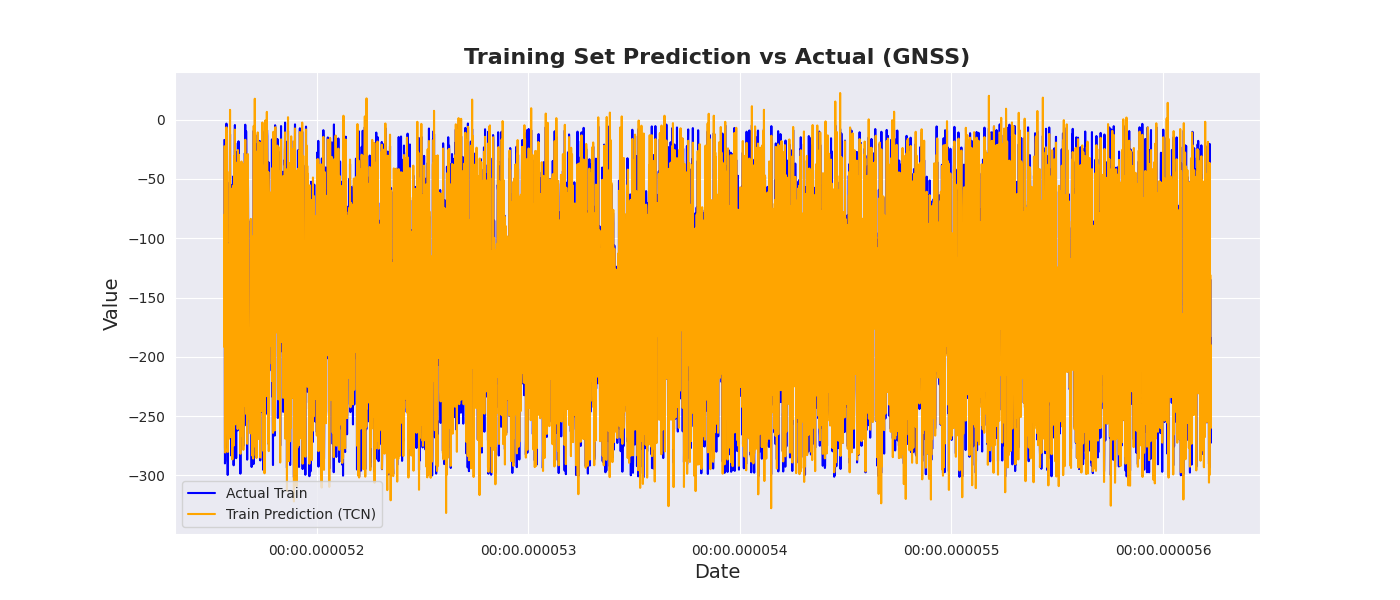 Training Set Prediction vs Actual (GNSS)
Value
0
−50
−100
−150
−200
−250
−300
Actual Train
Train Prediction (TCN)
00:00.000052
00:00.000053
00:00.000054
00:00.000055
00:00.000056
Date